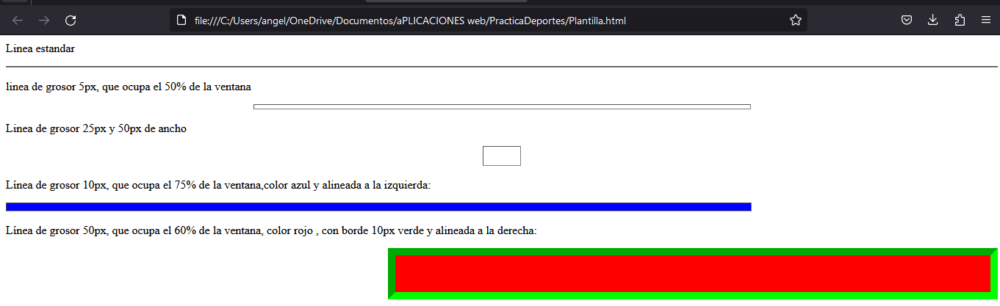 file:///C:/Users/angel/OneDrive/Documentos/aPLICACIONES web/PracticaDeportes/Plantilla.html
Linea estandar
linea de grosor 5px, que ocupa el 50% de la ventana
Linea de grosor 25px y 50px de ancho
Línea de grosor 10px, que ocupa el 75% de la ventana,color azul y alineada a la izquierda:
Línea de grosor 50px, que ocupa el 60% de la ventana, color rojo , con borde 10px verde y alineada a la derecha: